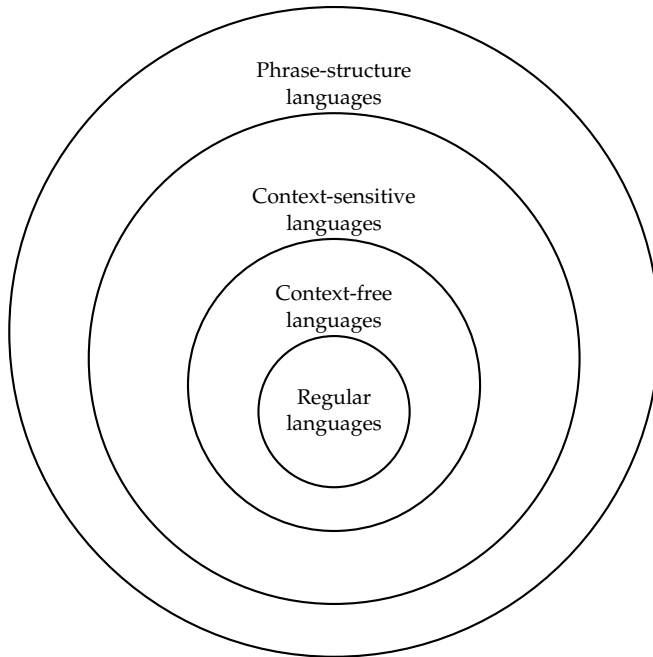 Phrase-structure
languages
Context-sensitive
languages
Context-free
languages
Regular
languages